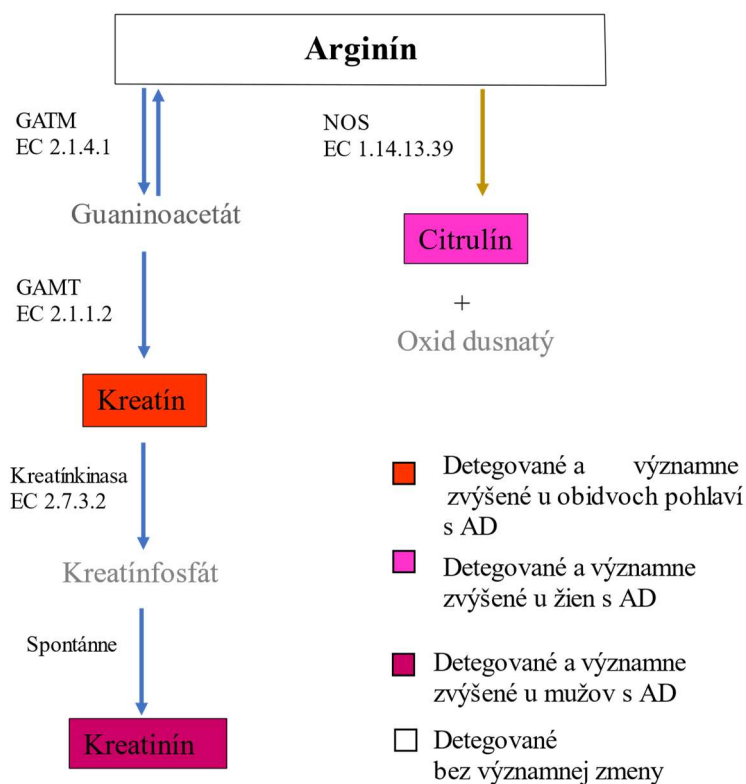 Arginín
GATM
EC 2.1.4.1
NOS
EC 1.14.13.39
Guaninoacetát
Citrulín
GAMT
EC 2.1.1.2
+
Oxid dusnatý
Kreatín
Kreatínkinasa
EC 2.7.3.2
Kreatínfosfát
Spontánne
Kreatinín
Detegované a významne
zvýšené u obidvoch pohlaví
s AD
Detegované a významne
zvýšené u žien s AD
Detegované a významne
zvýšené u mužov s AD
Detegované
bez významnej zmeny